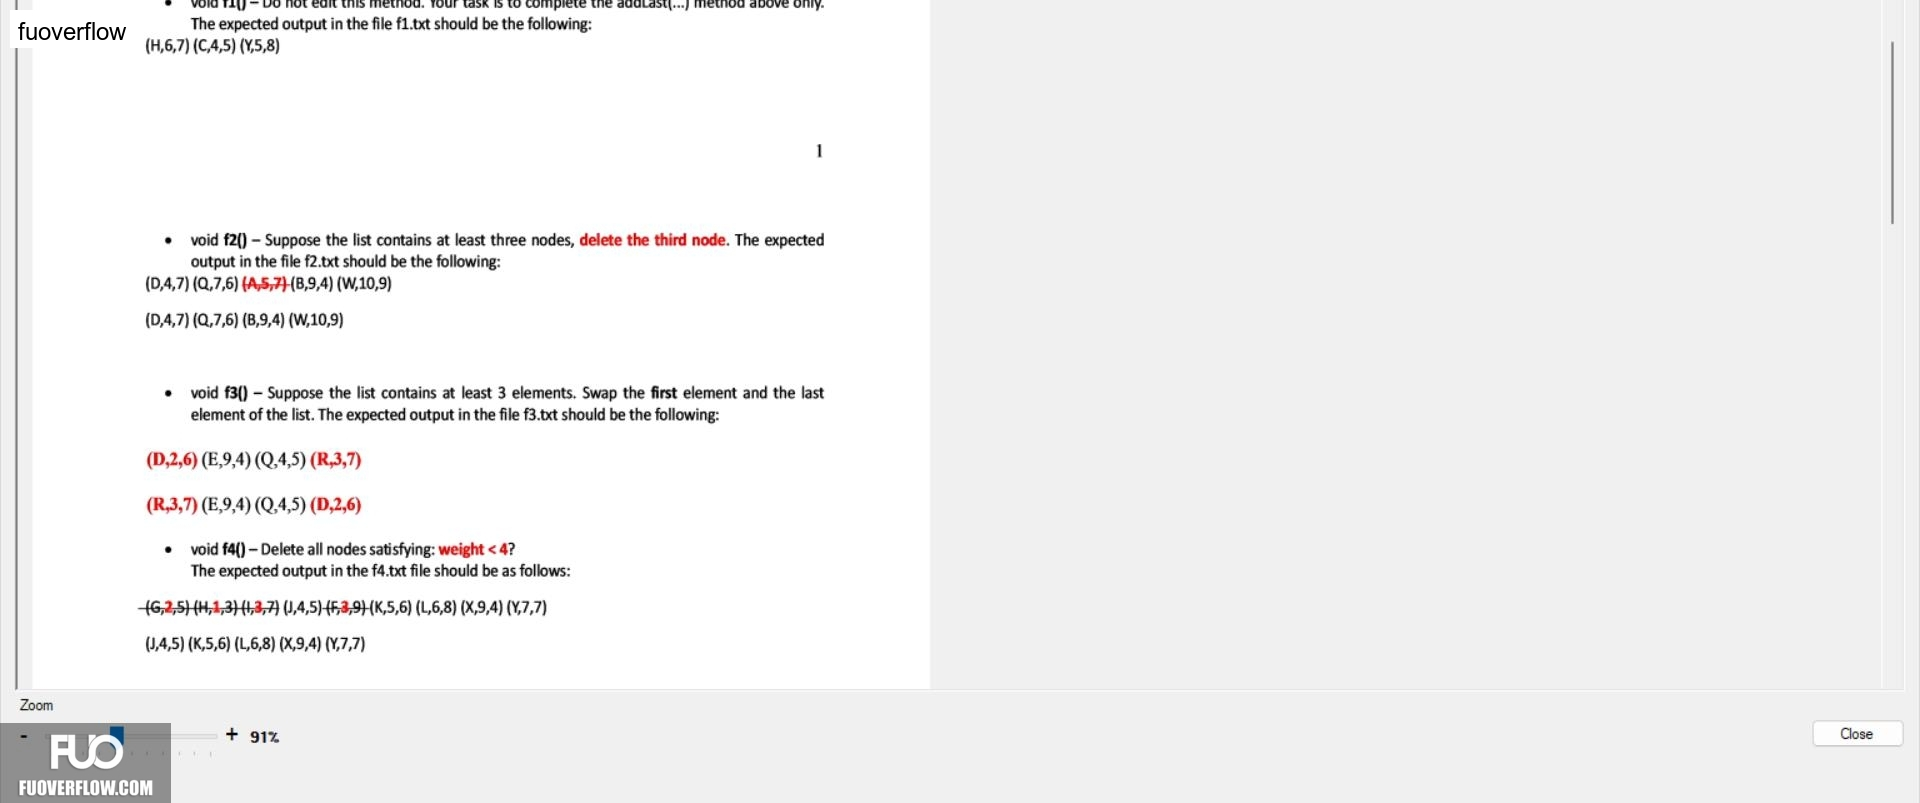 void f1() – Do not edit this method. Your task is to complete the addLast(...) method above only.
fuoverflow
The expected output in the file f1.txt should be the following:
(H,6,7) (C,4,5) (Y,5,8)
1
• void f2() – Suppose the list contains at least three nodes, delete the third node. The expected
output in the file f2.txt should be the following:
(D,4,7) (Q,7,6) (A,5,7) (B,9,4) (W,10,9)
(D,4,7) (Q,7,6) (B,9,4) (W,10,9)
• void f3() – Suppose the list contains at least 3 elements. Swap the first element and the last
element of the list. The expected output in the file f3.txt should be the following:
(D,2,6) (E,9,4) (Q,4,5) (R,3,7)
(R,3,7) (E,9,4) (Q,4,5) (D,2,6)
• void f4() – Delete all nodes satisfying: weight < 4?
The expected output in the f4.txt file should be as follows:
(G,2,5) (H,1,3) (I,3,7) (J,4,5) (F,3,9) (K,5,6) (L,6,8) (X,9,4) (Y,7,7)
(J,4,5) (K,5,6) (L,6,8) (X,9,4) (Y,7,7)
Zoom
- + 91%
Close
FUO
FUOVERFLOW.COM